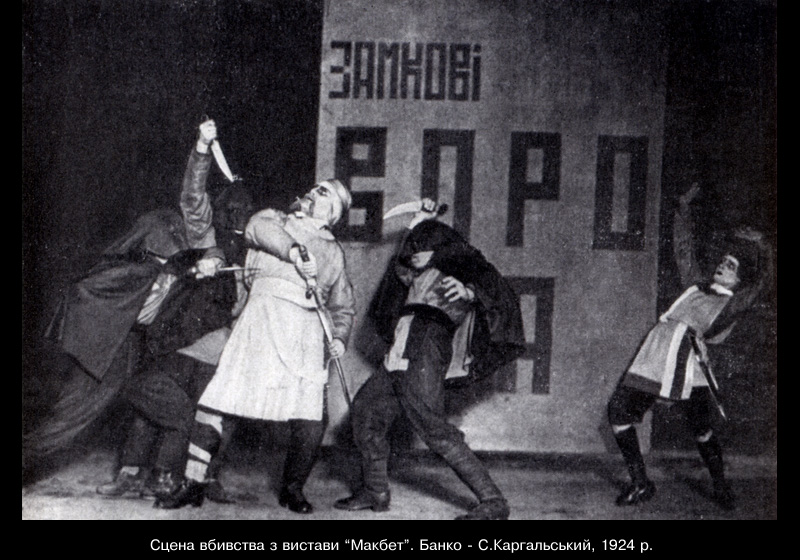 ЗАМКОВІ
ВОРО
А
Сцена вбивства з вистави “Макбет”. Банко - С.Каргальський, 1924 р.